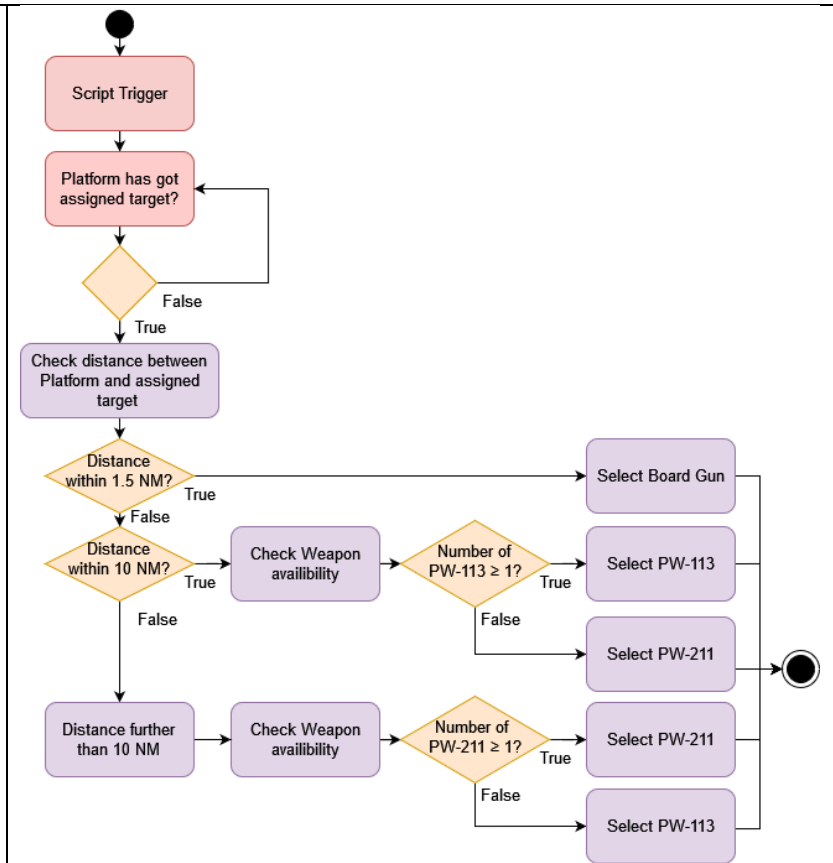 Script Trigger
Platform has got
assigned target?
False
True
Check distance between
Platform and assigned
target
Distance
within 1.5 NM?
True
False
Select Board Gun
Distance
within 10 NM?
True
False
Check Weapon
availibility
Number of
PW-113 ≥ 1?
True
False
Select PW-113
Select PW-211
Distance further
than 10 NM
Check Weapon
availibility
Number of
PW-211 ≥ 1?
True
False
Select PW-211
Select PW-113